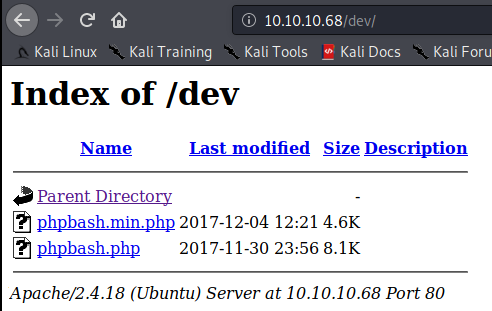 10.10.10.68/dev/
Kali Linux Kali Training Kali Tools Kali Docs Kali Foru
Index of /dev
Name Last modified Size Description
Parent Directory -
phpbash.min.php 2017-12-04 12:21 4.6K
phpbash.php 2017-11-30 23:56 8.1K
Apache/2.4.18 (Ubuntu) Server at 10.10.10.68 Port 80